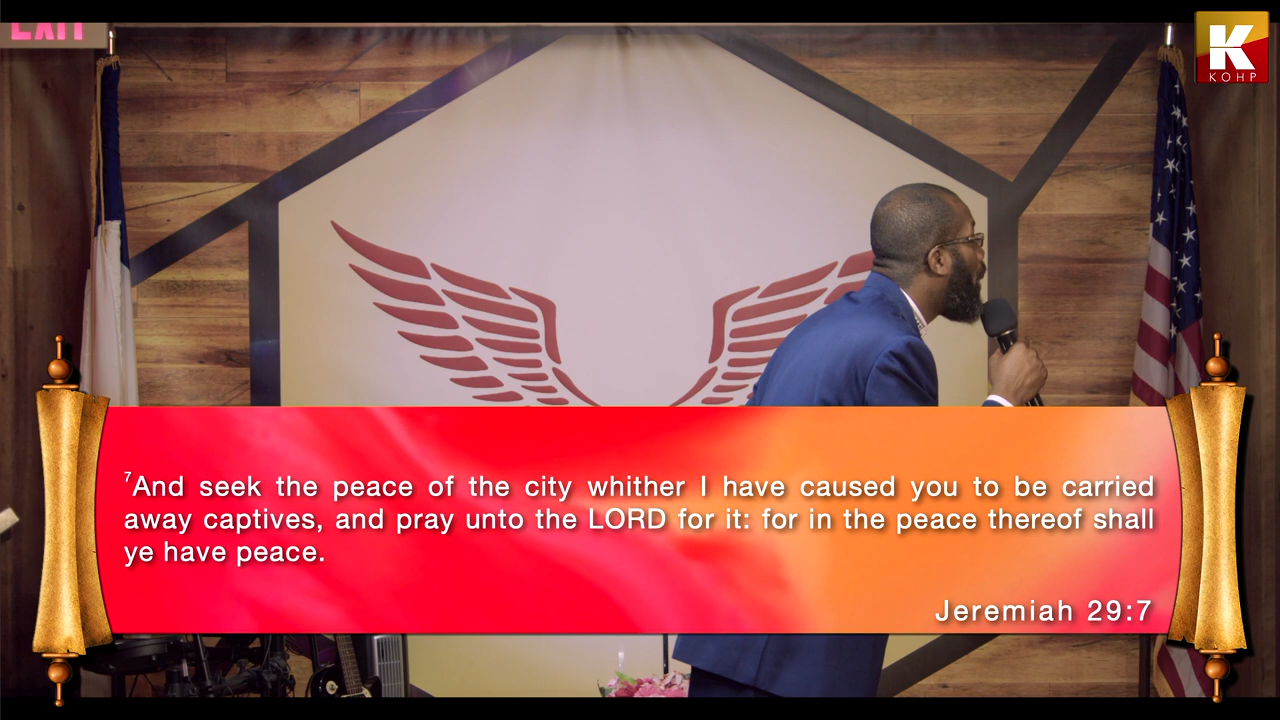 EXIT
K
KOHP
⁷And seek the peace of the city whither I have caused you to be carried
away captives, and pray unto the LORD for it: for in the peace thereof shall
ye have peace.
Jeremiah 29:7